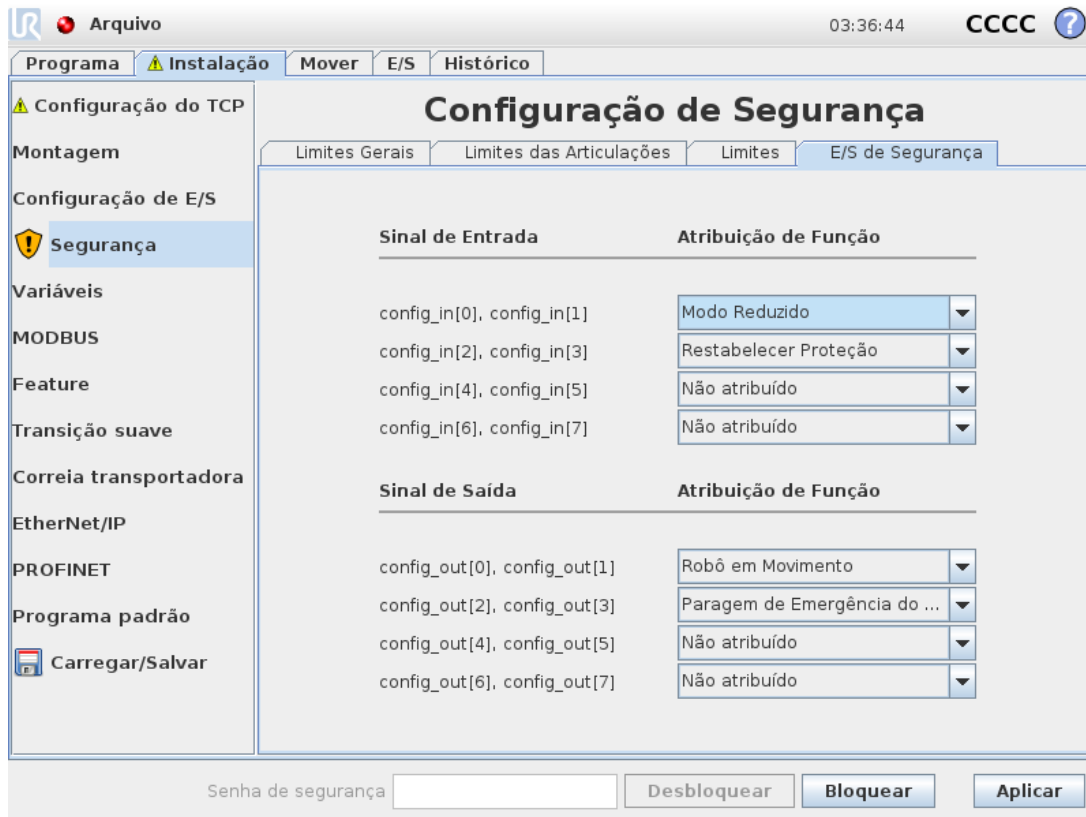 UR Arquivo 03:36:44 CCCC ?
Programa Instalação Mover E/S Histórico
Configuração do TCP
Montagem
Configuração de E/S
Segurança
Variáveis
MODBUS
Feature
Transição suave
Correia transportadora
EtherNet/IP
PROFINET
Programa padrão
Carregar/Salvar
Configuração de Segurança
Limites Gerais Limites das Articulações Limites E/S de Segurança
Sinal de Entrada Atribuição de Função
config_in[0], config_in[1] Modo Reduzido
config_in[2], config_in[3] Restabelecer Proteção
config_in[4], config_in[5] Não atribuído
config_in[6], config_in[7] Não atribuído
Sinal de Saída Atribuição de Função
config_out[0], config_out[1] Robô em Movimento
config_out[2], config_out[3] Paragem de Emergência do ...
config_out[4], config_out[5] Não atribuído
config_out[6], config_out[7] Não atribuído
Senha de segurança Desbloquear Bloquear Aplicar